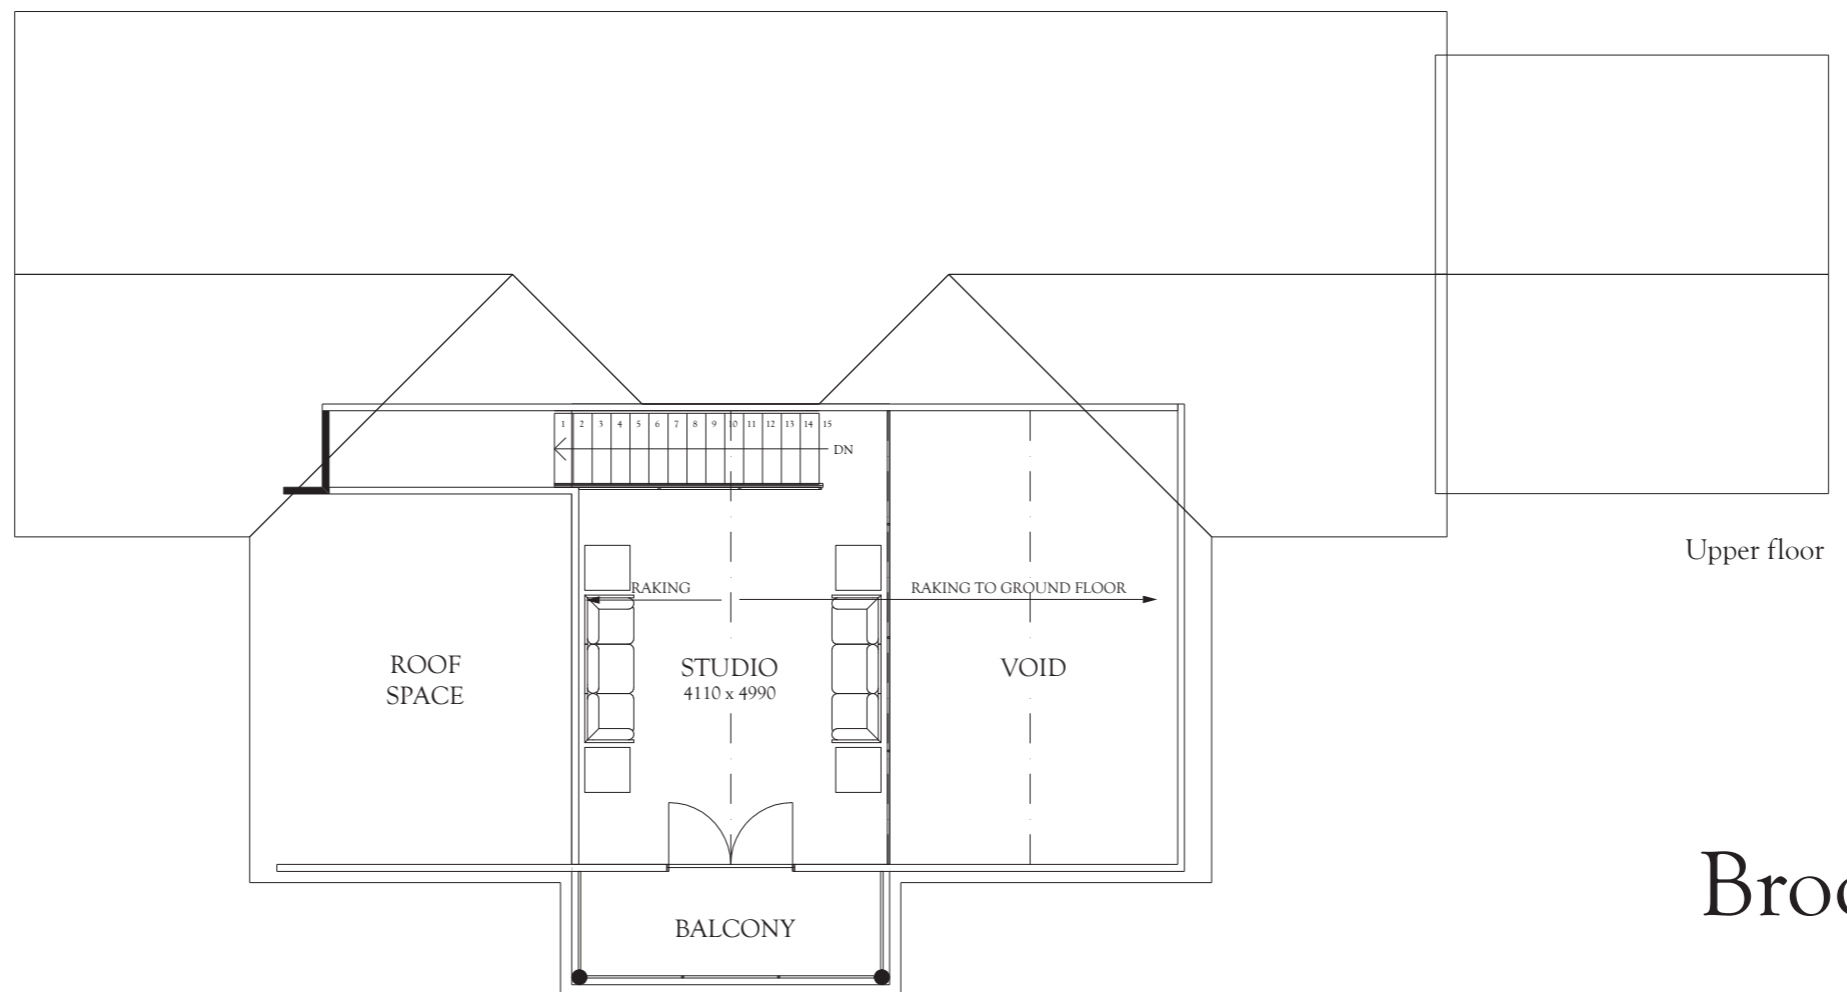 1 2 3 4 5 6 7 8 9 10 11 12 13 14 15
DN
Upper floor
RAKING
RAKING TO GROUND FLOOR
ROOF
SPACE
STUDIO
4110 x 4990
VOID
BALCONY